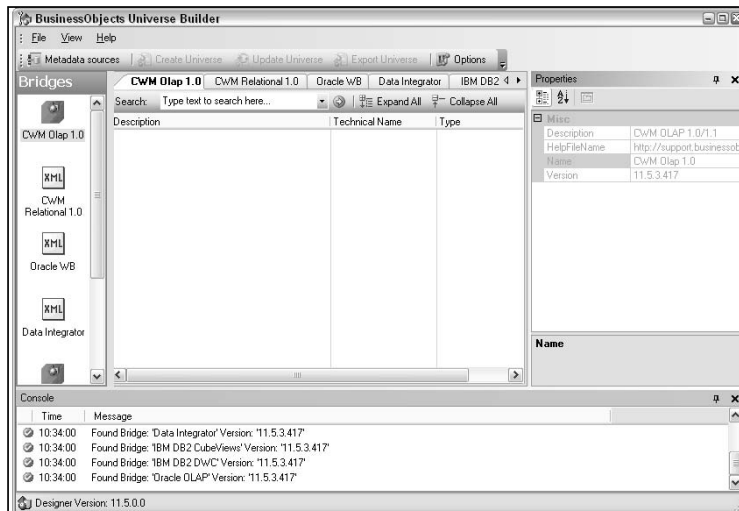 BusinessObjects Universe Builder
File View Help
Metadata sources Create Universe Update Universe Export Universe Options
Bridges
CWM Olap 1.0
XML
CWM
Relational 1.0
XML
Oracle WB
XML
Data Integrator
CWM Olap 1.0 CWM Relational 1.0 Oracle WB Data Integrator IBM DB2
Search: Type text to search here... Expand All Collapse All
Description Technical Name Type
Properties
Misc
Description CWM OLAP 1.0/1.1
HelpFileName http://support.businessob
Name CWM Olap 1.0
Version 11.5.3.417
Name
Console
Time Message
10:34:00 Found Bridge: 'Data Integrator' Version: '11.5.3.417'
10:34:00 Found Bridge: 'IBM DB2 CubeViews' Version: '11.5.3.417'
10:34:00 Found Bridge: 'IBM DB2 DWC' Version: '11.5.3.417'
10:34:00 Found Bridge: 'Oracle OLAP' Version: '11.5.3.417'
Designer Version: 11.5.0.0